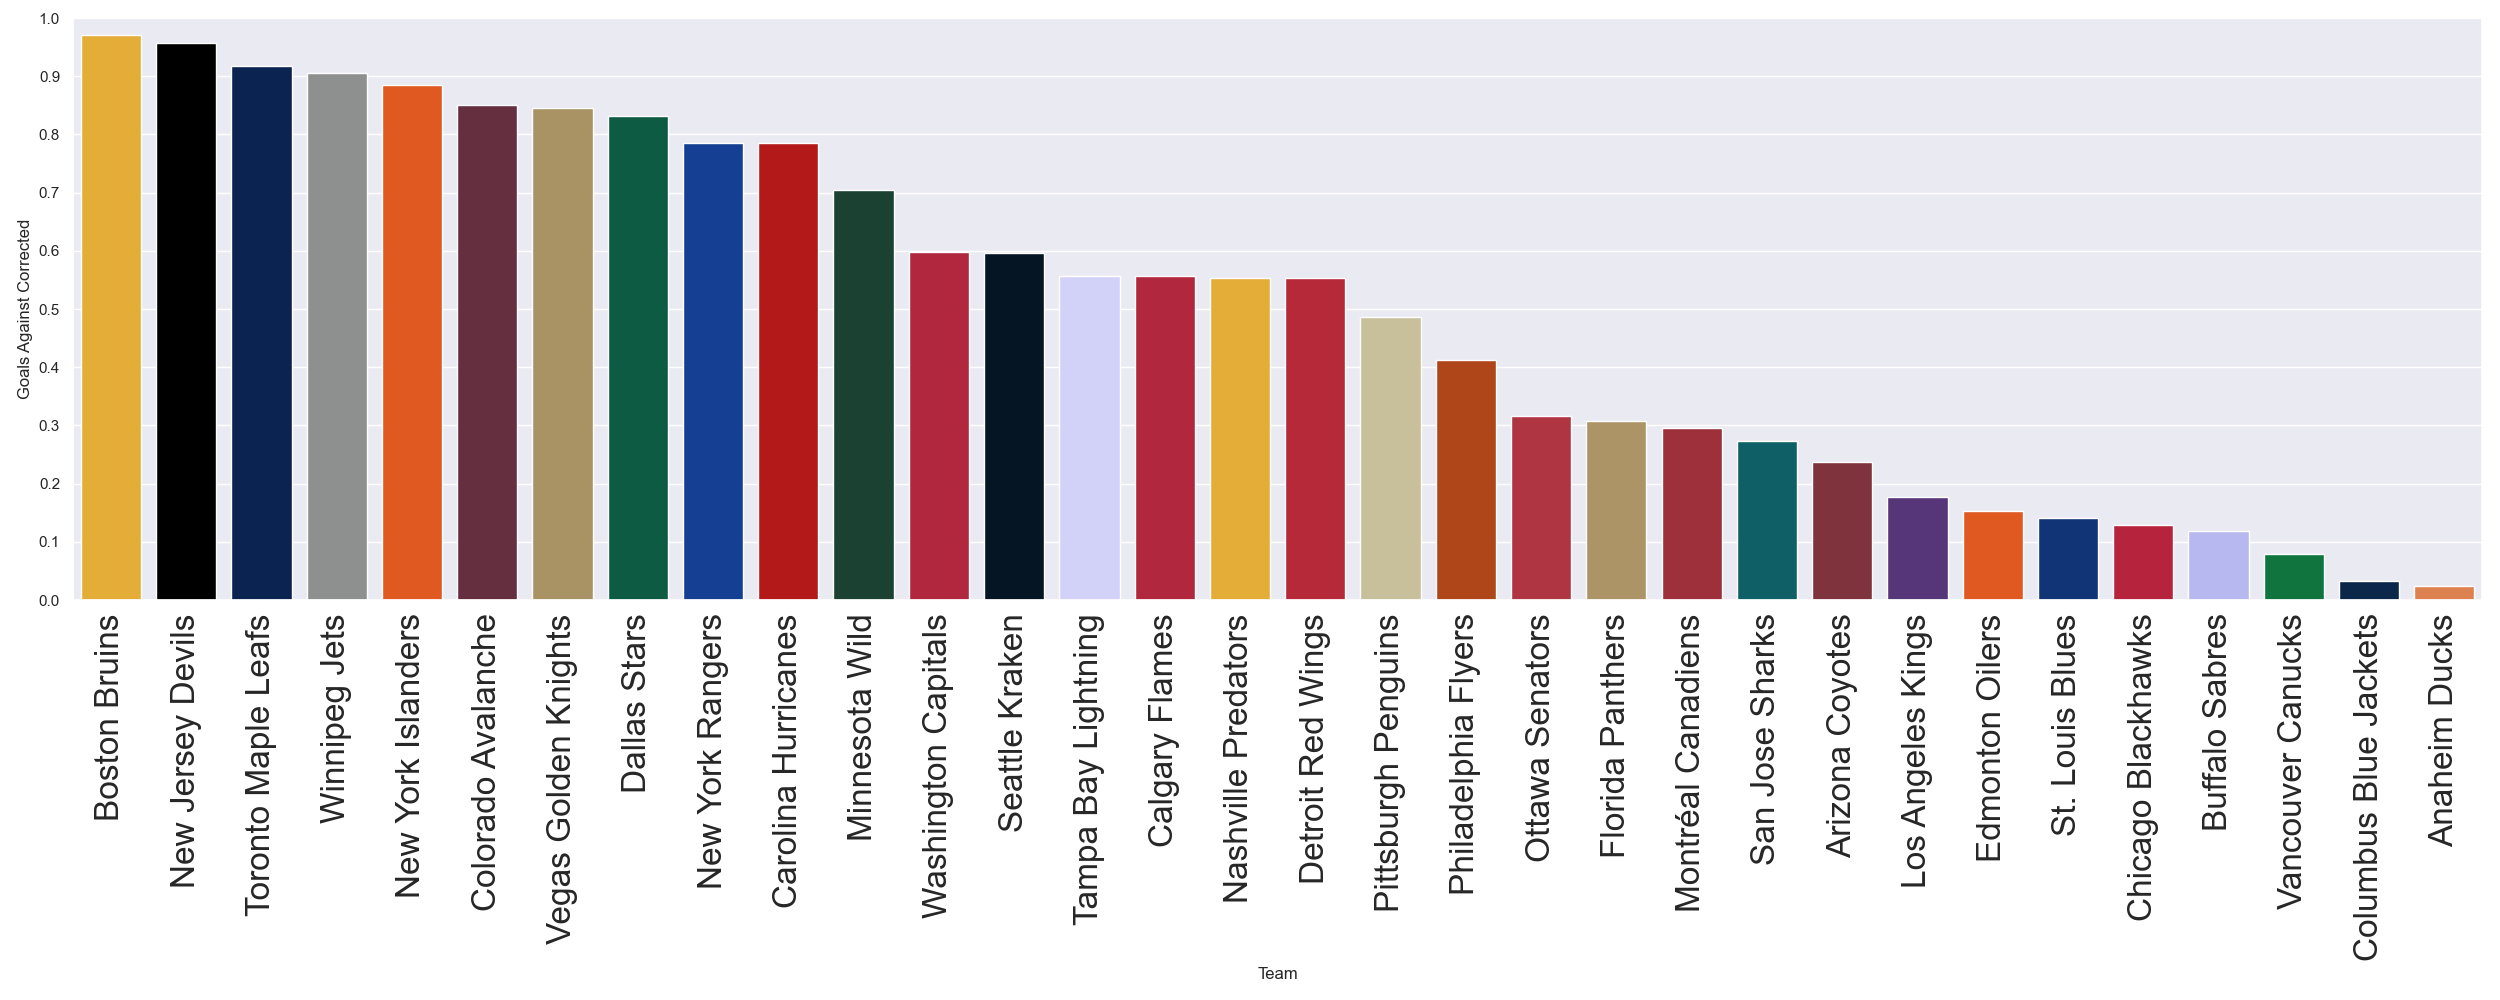 1.0
0.9
0.8
0.7
0.6
0.5
0.4
0.3
0.2
0.1
0.0
Goals Against Corrected
Boston Bruins
New Jersey Devils
Toronto Maple Leafs
Winnipeg Jets
New York Islanders
Colorado Avalanche
Vegas Golden Knights
Dallas Stars
New York Rangers
Carolina Hurricanes
Minnesota Wild
Washington Capitals
Seattle Kraken
Tampa Bay Lightning
Calgary Flames
Nashville Predators
Detroit Red Wings
Pittsburgh Penguins
Philadelphia Flyers
Ottawa Senators
Florida Panthers
Montréal Canadiens
San Jose Sharks
Arizona Coyotes
Los Angeles Kings
Edmonton Oilers
St. Louis Blues
Chicago Blackhawks
Buffalo Sabres
Vancouver Canucks
Columbus Blue Jackets
Anaheim Ducks
Team